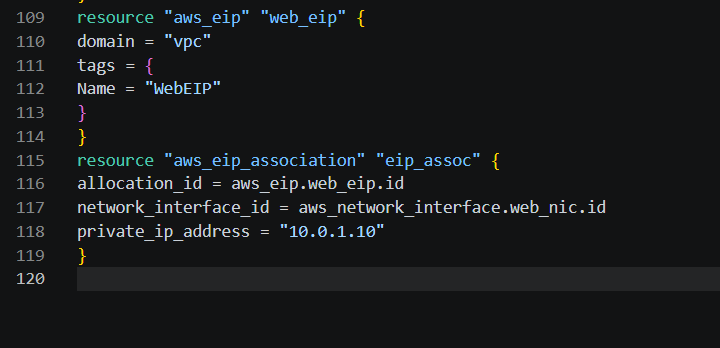 109 resource "aws_eip" "web_eip" {
110 domain = "vpc"
111 tags = {
112 Name = "WebEIP"
113 }
114 }
115 resource "aws_eip_association" "eip_assoc" {
116 allocation_id = aws_eip.web_eip.id
117 network_interface_id = aws_network_interface.web_nic.id
118 private_ip_address = "10.0.1.10"
119 }
120